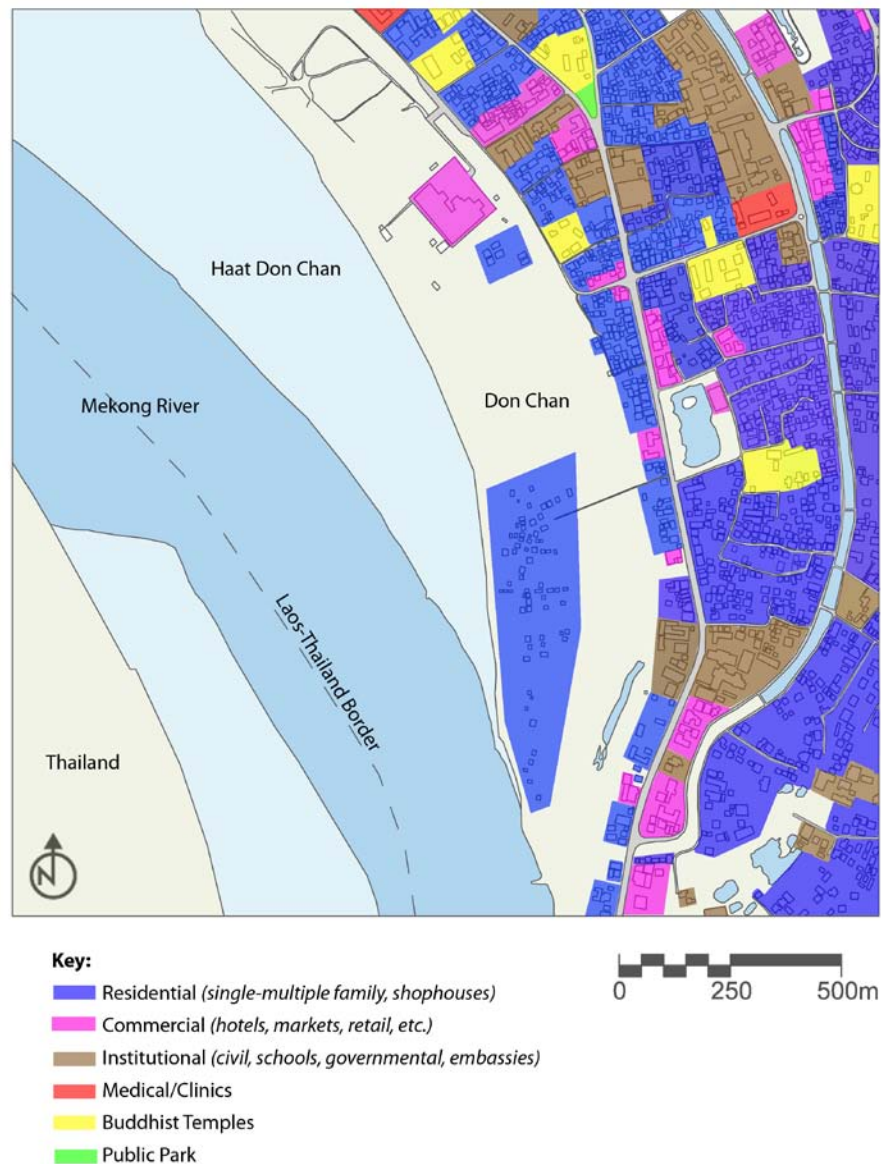 Haat Don Chan
Mekong River
Don Chan
Laos-Thailand Border
Thailand
N
Key:
Residential (single-multiple family, shophouses)
Commercial (hotels, markets, retail, etc.)
Institutional (civil, schools, governmental, embassies)
Medical/Clinics
Buddhist Temples
Public Park
0 250 500m